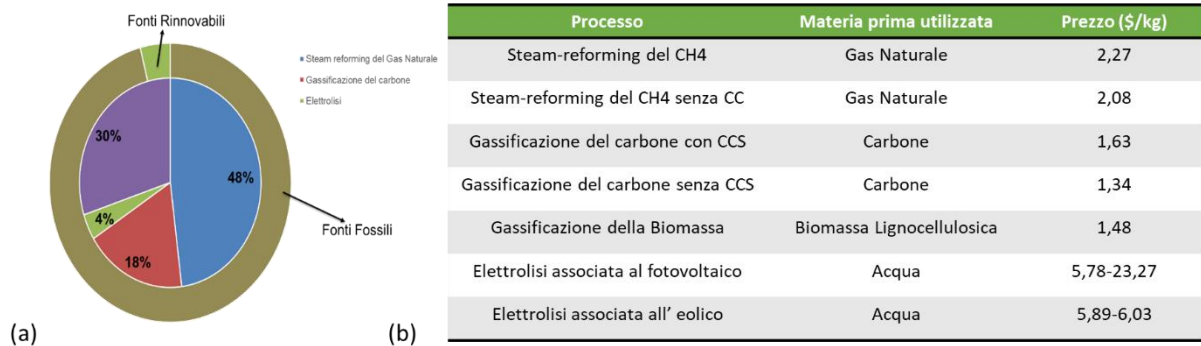 Fonti Rinnovabili
Steam reforming del Gas Naturale
Gassificazione del carbone
Elettrolisi
30%
48%
4%
18%
Fonti Fossili
(a)
(b)
Processo Materia prima utilizzata Prezzo ($/kg)
Steam-reforming del CH4 Gas Naturale 2,27
Steam-reforming del CH4 senza CC Gas Naturale 2,08
Gassificazione del carbone con CCS Carbone 1,63
Gassificazione del carbone senza CCS Carbone 1,34
Gassificazione della Biomassa Biomassa Lignocellulosica 1,48
Elettrolisi associata al fotovoltaico Acqua 5,78-23,27
Elettrolisi associata all' eolico Acqua 5,89-6,03